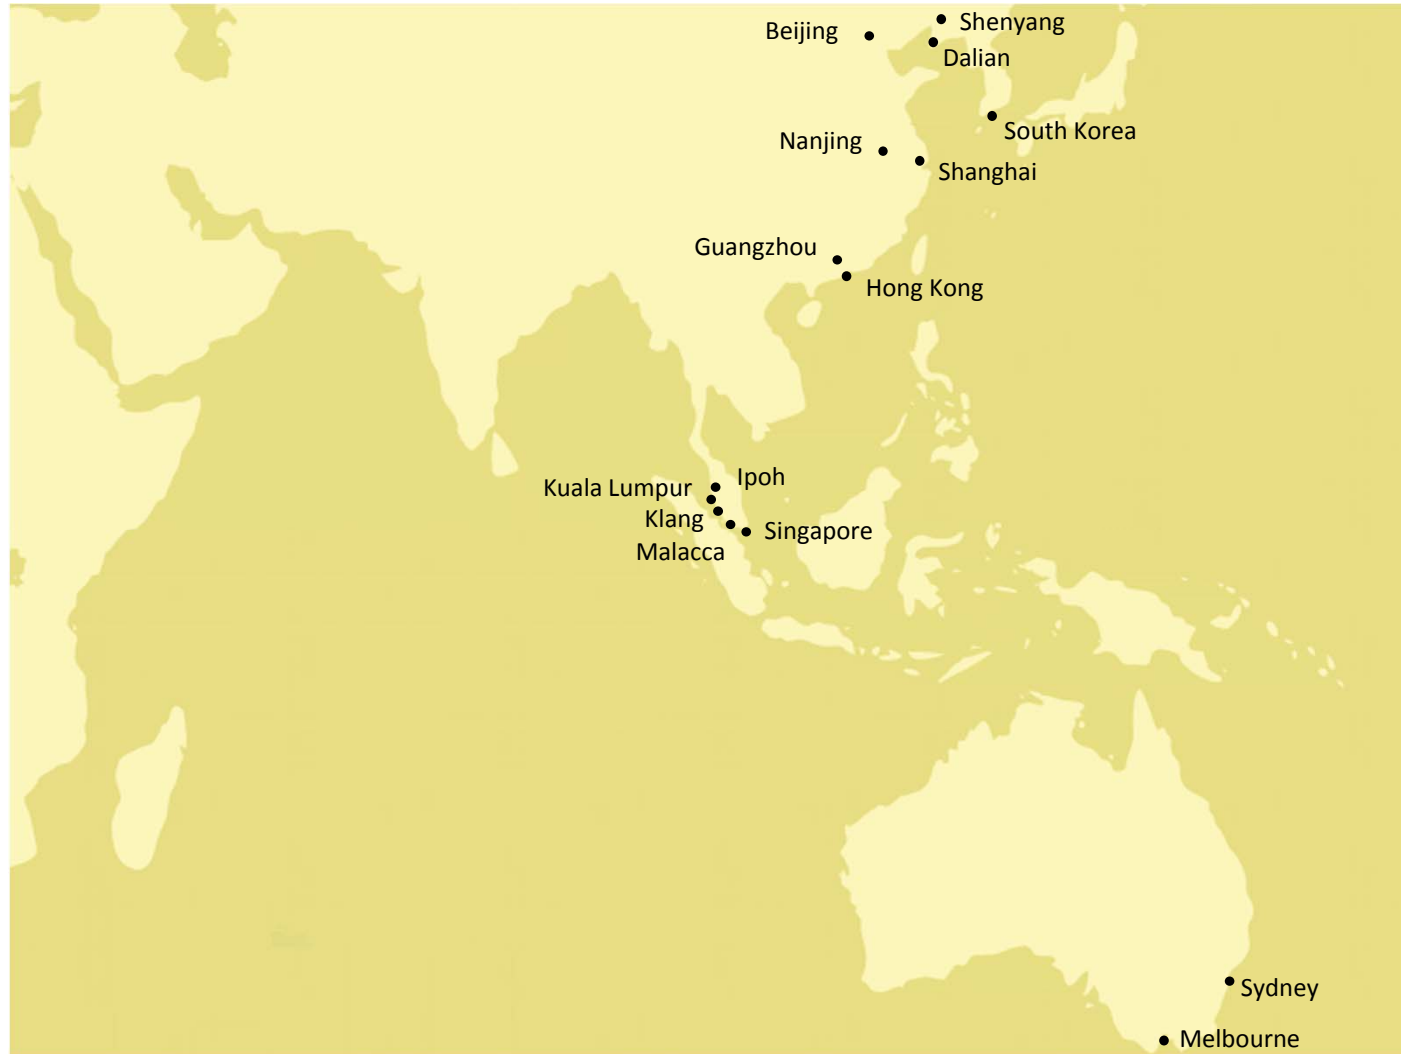 Shenyang
Beijing
Dalian
South Korea
Nanjing
Shanghai
Guangzhou
Hong Kong
Ipoh
Kuala Lumpur
Klang
Singapore
Malacca
Sydney
Melbourne